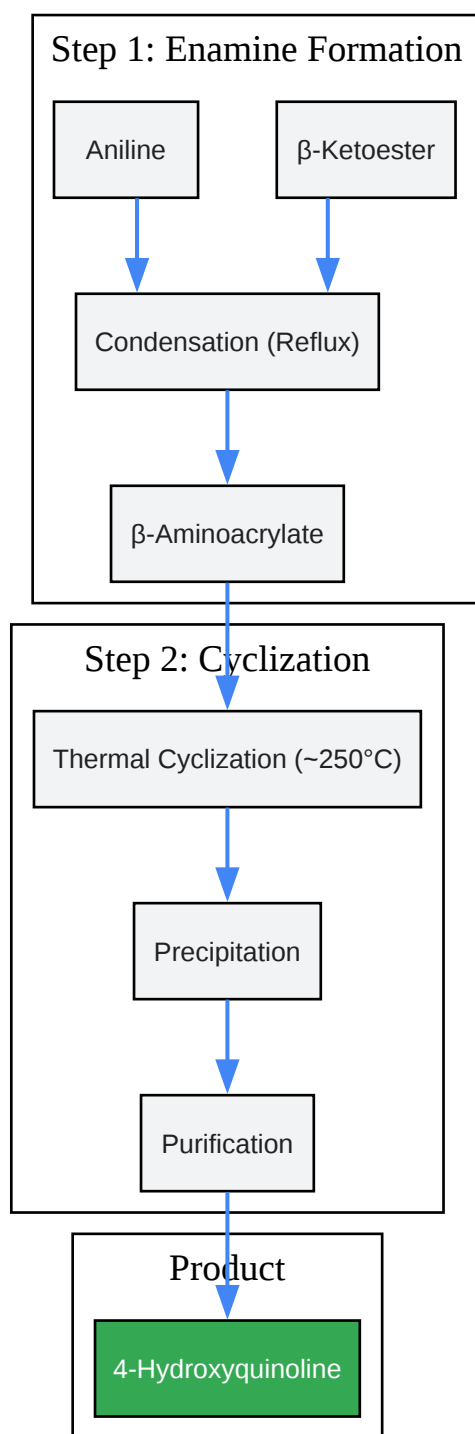 Step 1: Enamine Formation
Aniline
β-Ketoester
Condensation (Reflux)
β-Aminoacrylate
Step 2: Cyclization
Thermal Cyclization (~250°C)
Precipitation
Purification
Product
4-Hydroxyquinoline